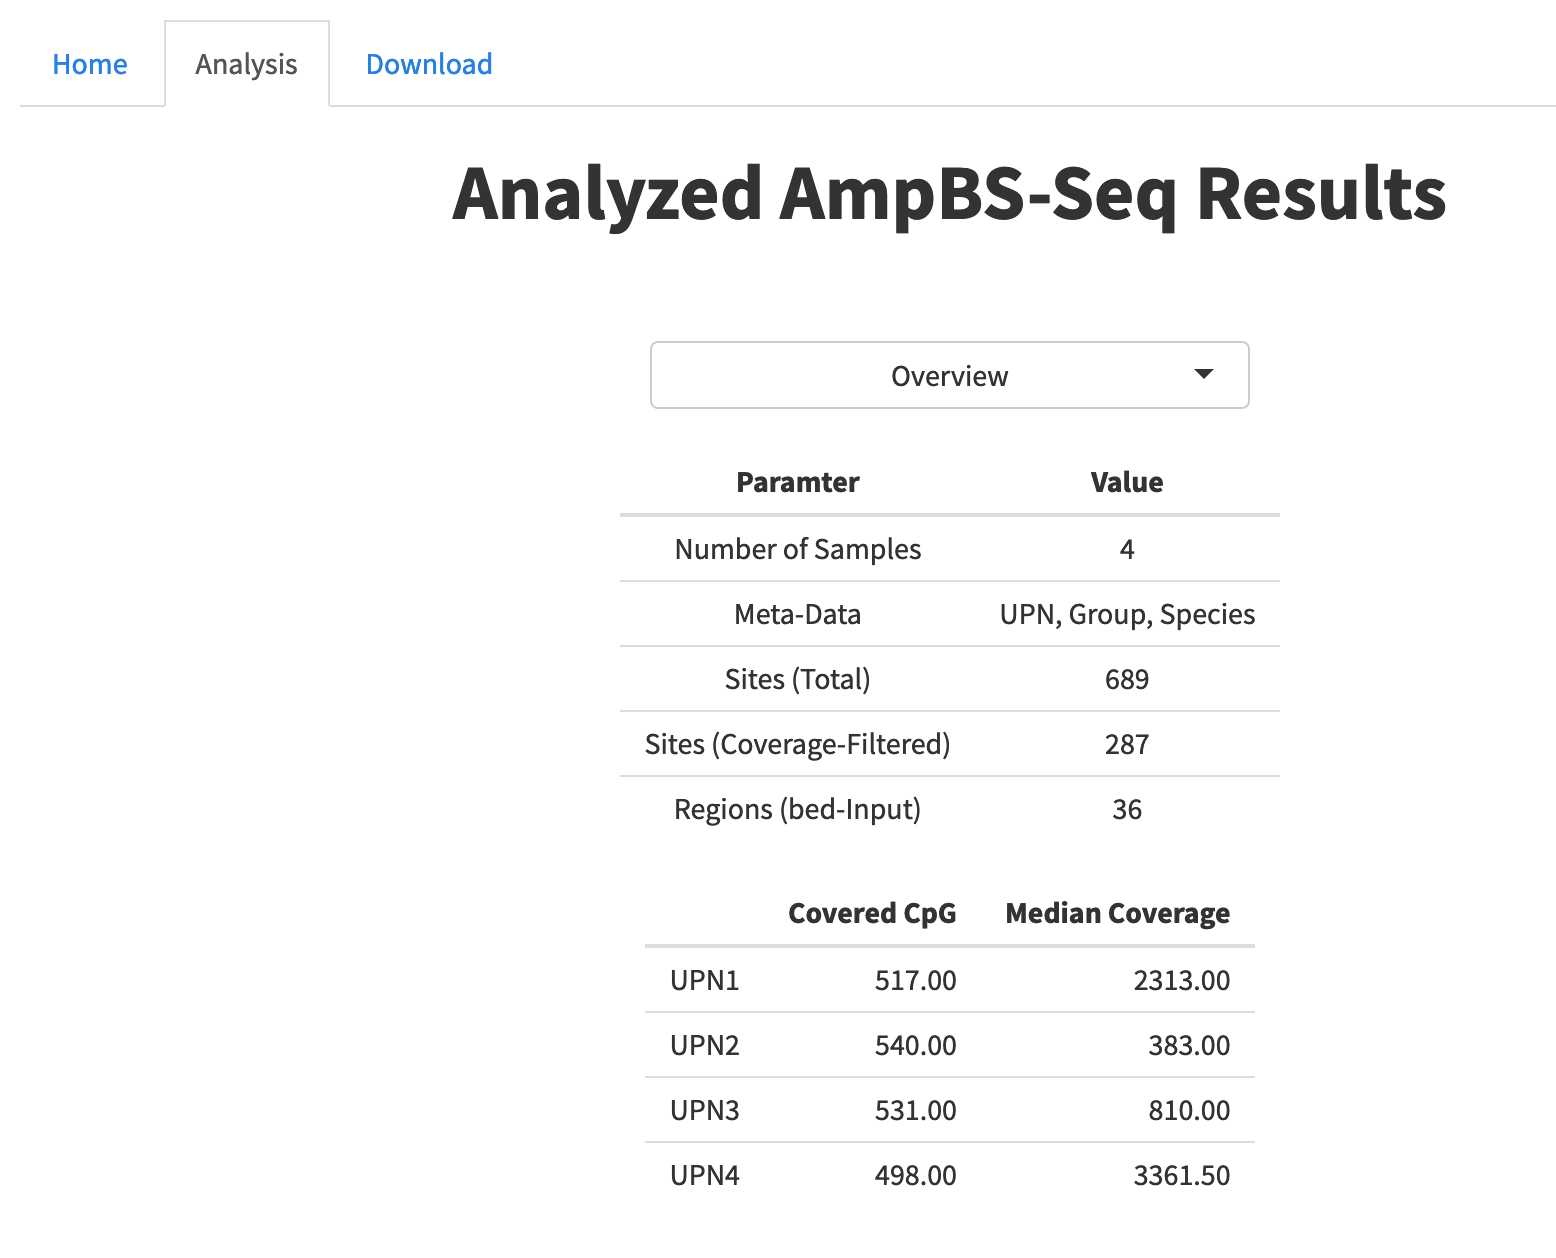 Home Analysis Download
Analyzed AmpBS-Seq Results
Overview
Paramter Value
Number of Samples 4
Meta-Data UPN, Group, Species
Sites (Total) 689
Sites (Coverage-Filtered) 287
Regions (bed-Input) 36
Covered CpG Median Coverage
UPN1 517.00 2313.00
UPN2 540.00 383.00
UPN3 531.00 810.00
UPN4 498.00 3361.50